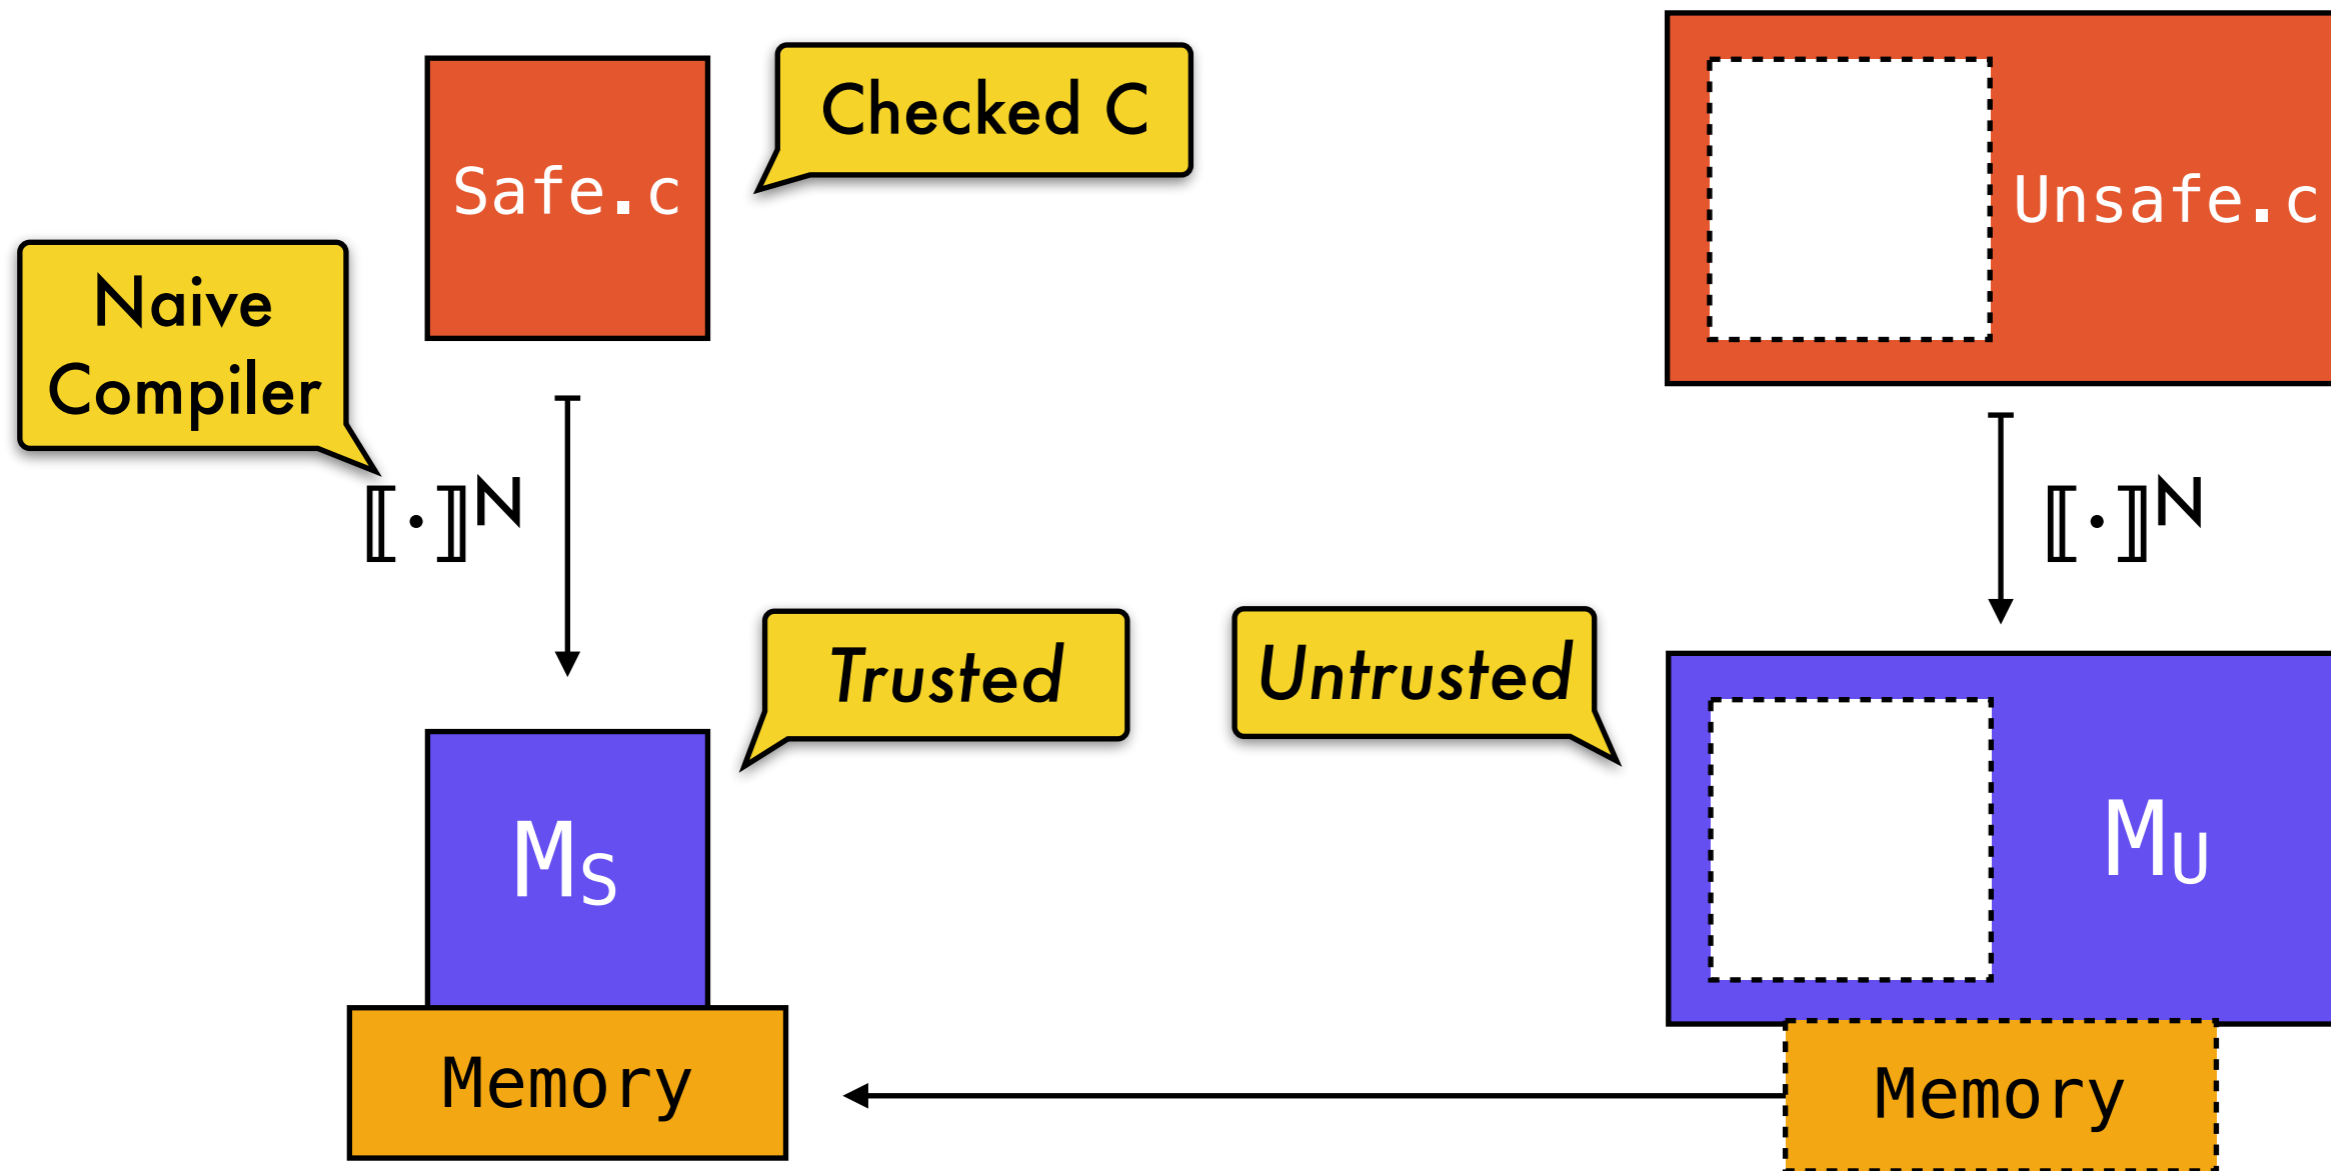 Checked C
Safe.c
Unsafe.c
Naive
Compiler
⟦·⟧N
⟦·⟧N
Trusted
Untrusted
MS
MU
Memory
Memory